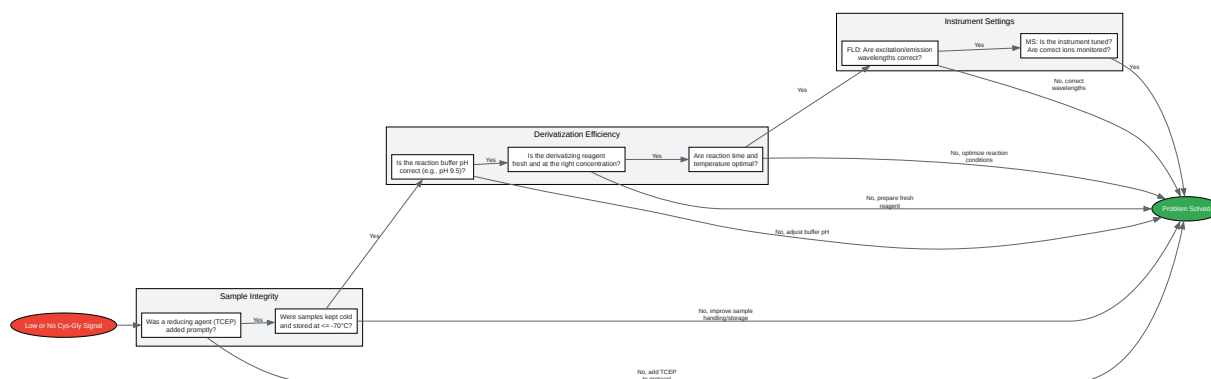 Instrument Settings
FLD: Are excitation/emission
wavelengths correct?
Yes
MS: Is the instrument tuned?
Are correct ions monitored?
Yes
No, correct
wavelengths
Yes
Derivatization Efficiency
Is the reaction buffer pH
correct (e.g., pH 9.5)?
Yes
Is the derivatizing reagent
fresh and at the right concentration?
Yes
Are reaction time and
temperature optimal?
No, optimize reaction
conditions
No, prepare fresh
reagent
No, adjust buffer pH
Problem Solved
Yes
Sample Integrity
Low or No Cys-Gly Signal
Was a reducing agent (TCEP)
added promptly?
Yes
Were samples kept cold
and stored at <= -70°C?
No, improve sample
handling/storage
No, add TCEP
to protocol